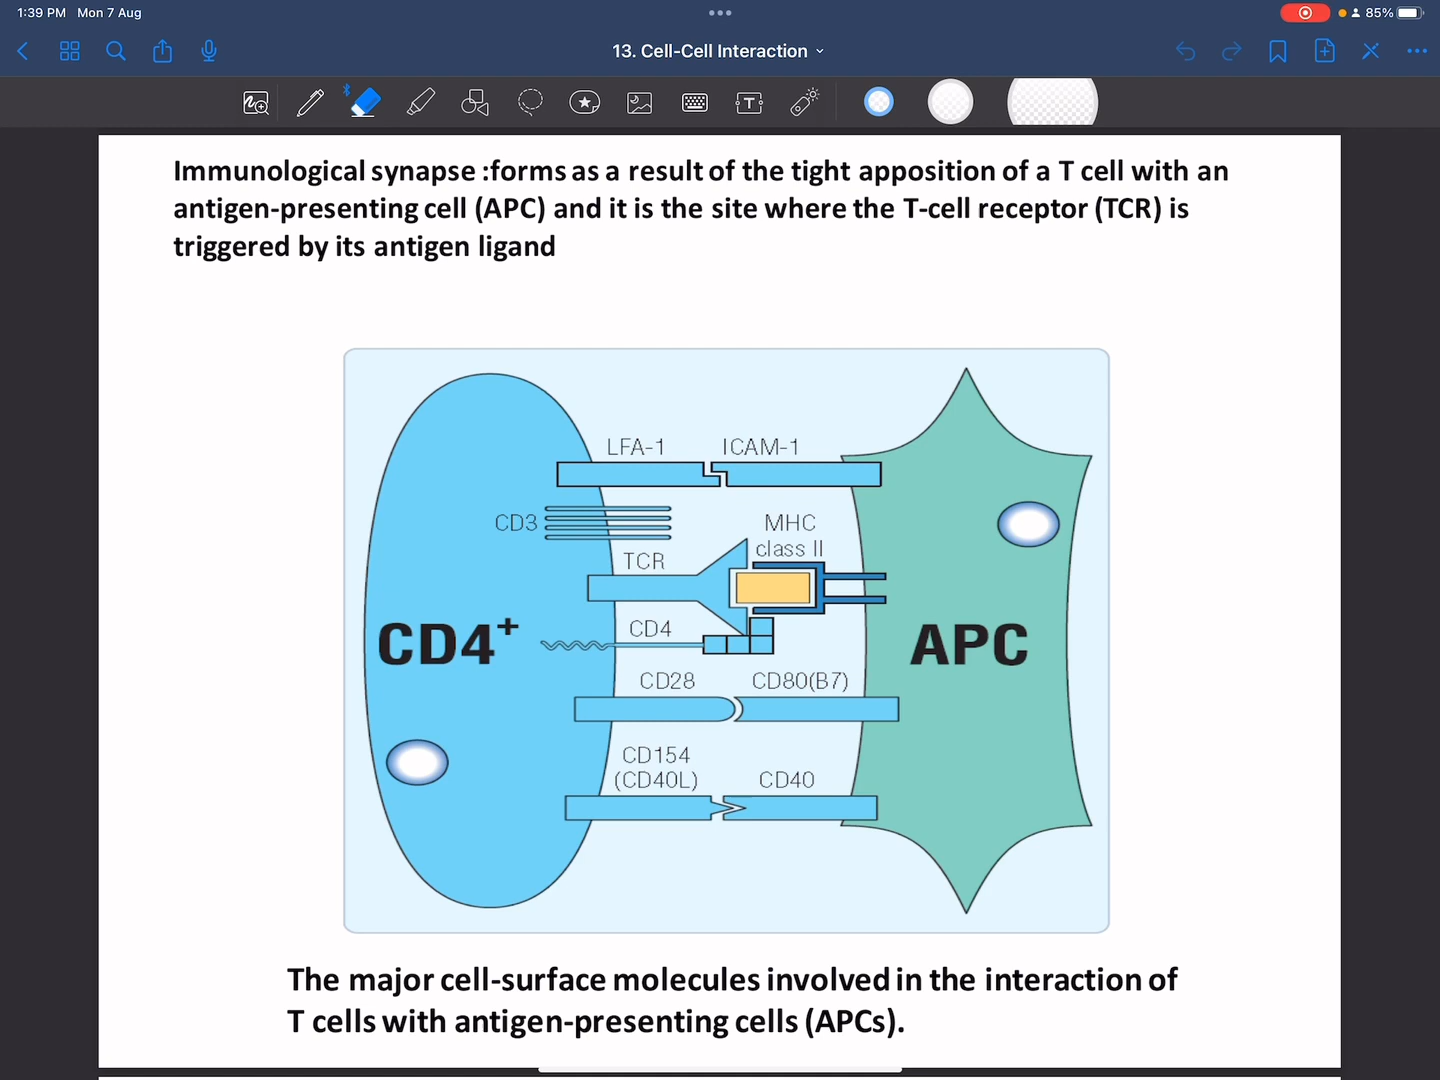 1:39 PM Mon 7 Aug
85%
13. Cell-Cell Interaction
T
Immunological synapse :forms as a result of the tight apposition of a T cell with an
antigen-presenting cell (APC) and it is the site where the T-cell receptor (TCR) is
triggered by its antigen ligand
LFA-1 ICAM-1
CD3
MHC
class II
TCR
CD4+
CD4
APC
CD28 CD80(B7)
CD154
(CD40L) CD40
The major cell-surface molecules involved in the interaction of
T cells with antigen-presenting cells (APCs).